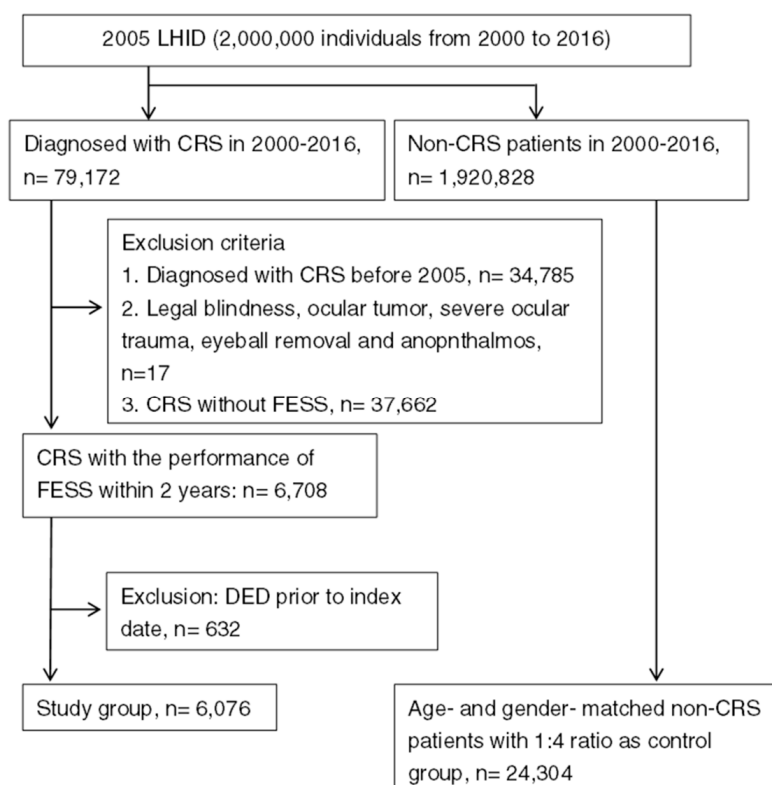 2005 LHID (2,000,000 individuals from 2000 to 2016)
Diagnosed with CRS in 2000-2016,
n= 79,172
Non-CRS patients in 2000-2016,
n= 1,920,828
Exclusion criteria
1. Diagnosed with CRS before 2005, n= 34,785
2. Legal blindness, ocular tumor, severe ocular
trauma, eyeball removal and anopnthalmos,
n=17
3. CRS without FESS, n= 37,662
CRS with the performance of
FESS within 2 years: n= 6,708
Exclusion: DED prior to index
date, n= 632
Study group, n= 6,076
Age- and gender- matched non-CRS
patients with 1:4 ratio as control
group, n= 24,304